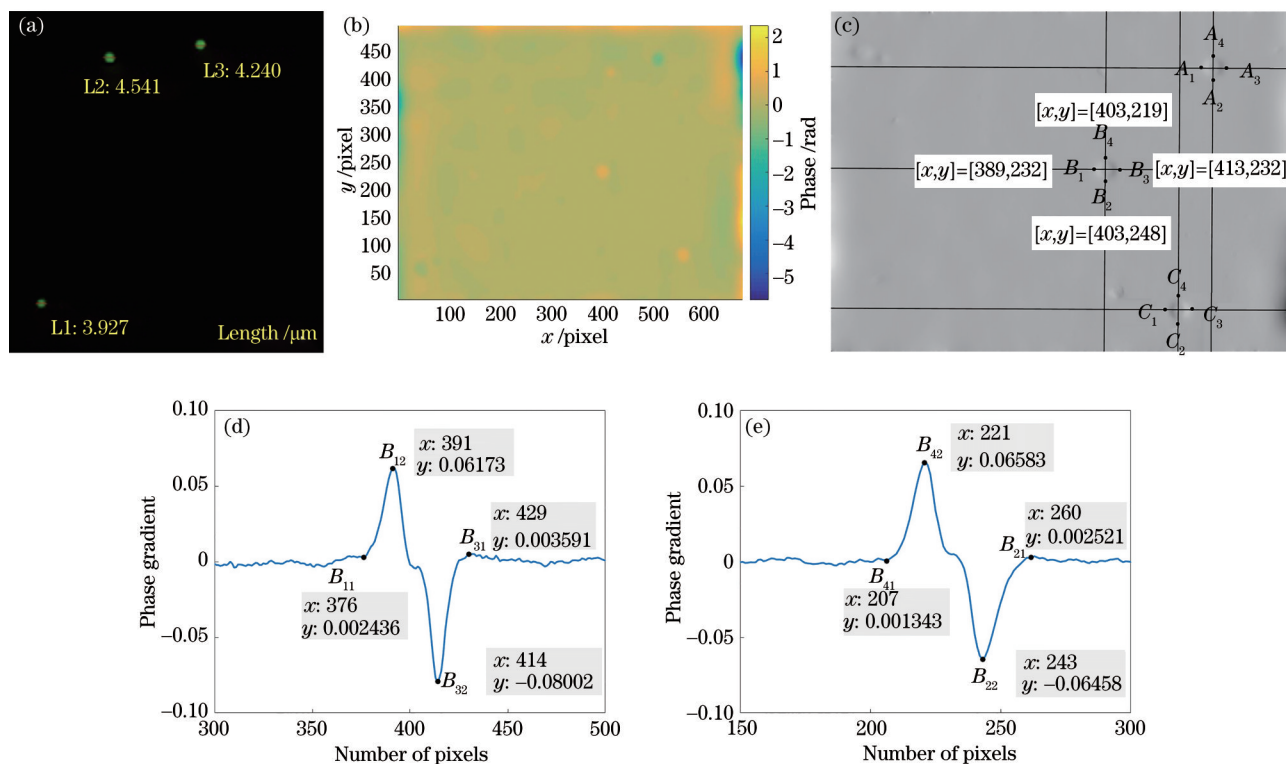 (a)
L2: 4.541
L3: 4.240
L1: 3.927
Length /μm
(b)
450
400
350
300
250
200
150
100
50
y /pixel
100 200 300 400 500 600
x /pixel
2
1
0
−1
−2
−3
−4
−5
Phase /rad
(c)
A4
A1 A3
A2
[x,y]=[403,219]
B4
[x,y]=[389,232] B1 B3 [x,y]=[413,232]
B2
[x,y]=[403,248]
C4
C1 C3
C2
(d)
0.10
0.05
0
−0.05
−0.10
Phase gradient
B12
x: 391
y: 0.06173
x: 429
y: 0.003591
B31
B11
x: 376
y: 0.002436
x: 414
y: −0.08002
B32
300 400 500
Number of pixels
(e)
0.10
0.05
0
−0.05
−0.10
Phase gradient
B42
x: 221
y: 0.06583
x: 260
y: 0.002521
B21
B41
x: 207
y: 0.001343
x: 243
y: −0.06458
B22
150 200 250 300
Number of pixels